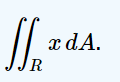 ∬_R x dA.